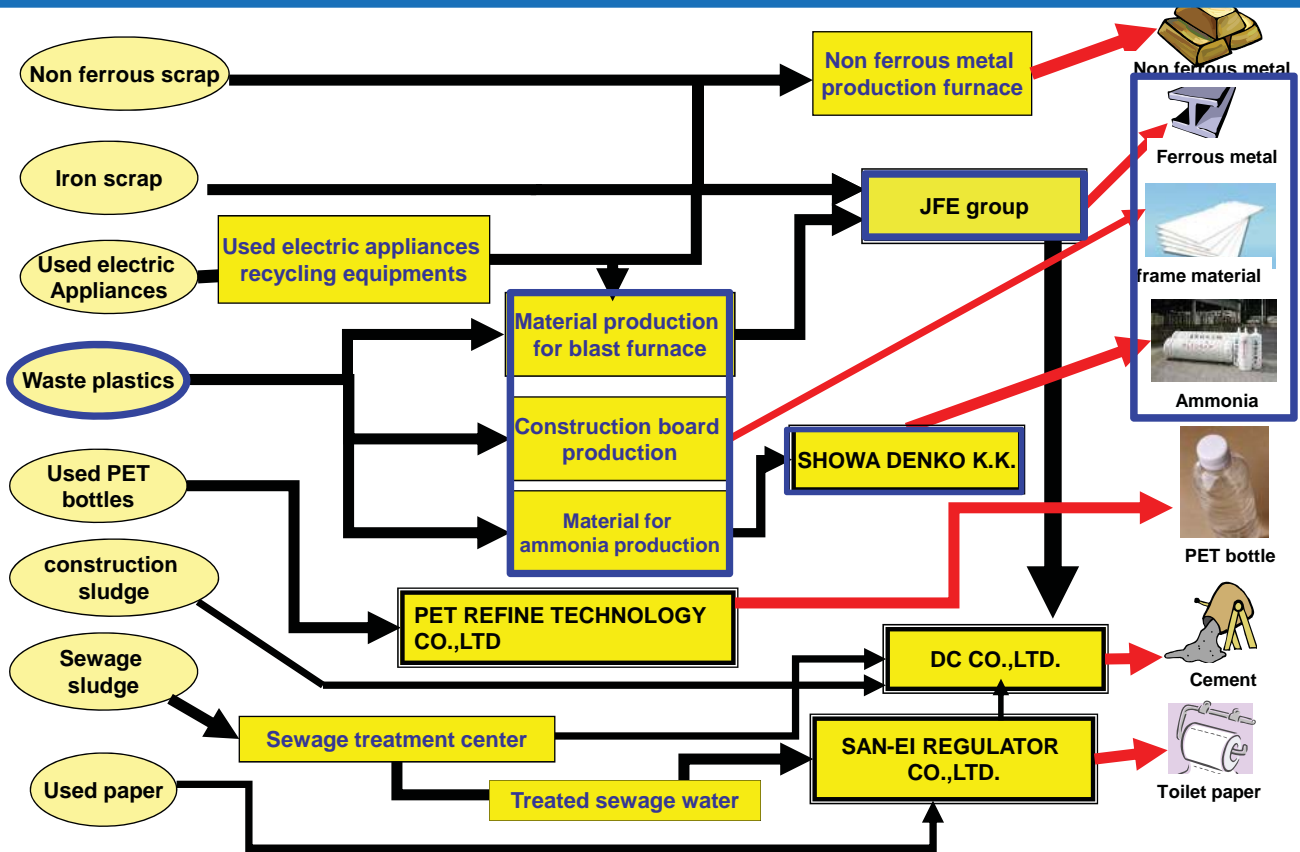 Non ferrous scrap
Non ferrous metal
production furnace
Non ferrous metal
Iron scrap
JFE group
Ferrous metal
Used electric
Appliances
Used electric appliances
recycling equipments
frame material
Waste plastics
Material production
for blast furnace
Ammonia
Construction board
production
SHOWA DENKO K.K.
Used PET
bottles
Material for
ammonia production
PET bottle
construction
sludge
PET REFINE TECHNOLOGY
CO.,LTD
DC CO.,LTD.
Cement
Sewage
sludge
Sewage treatment center
SAN-EI REGULATOR
CO.,LTD.
Toilet paper
Used paper
Treated sewage water